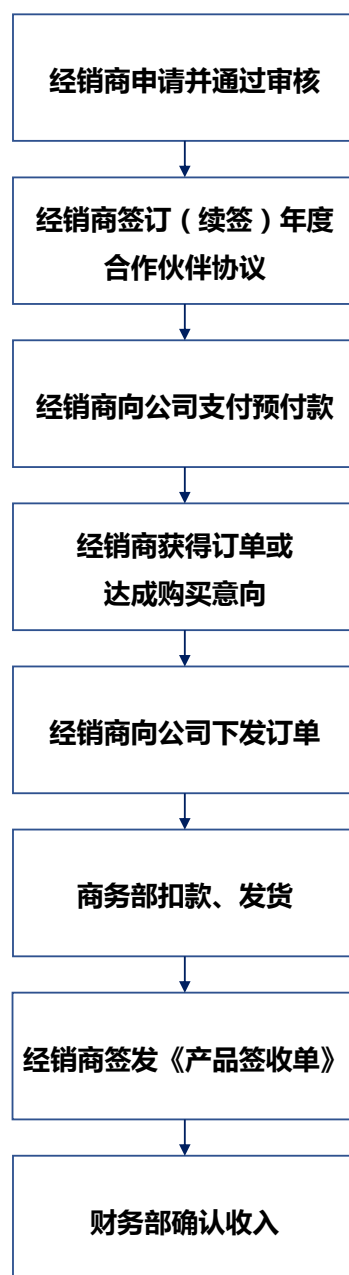 经销商申请并通过审核
经销商签订（续签）年度
合作伙伴协议
经销商向公司支付预付款
经销商获得订单或
达成购买意向
经销商向公司下发订单
商务部扣款、发货
经销商签发《产品签收单》
财务部确认收入